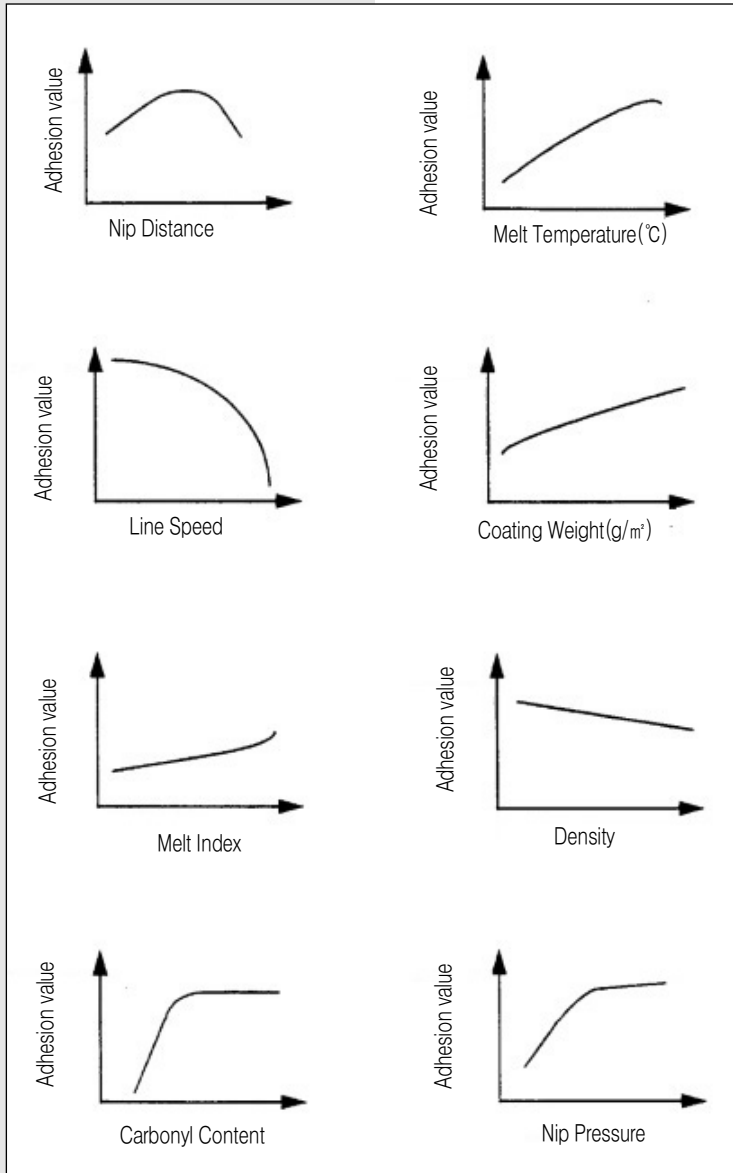 Adhesion value
Nip Distance
Adhesion value
Melt Temperature(℃)
Adhesion value
Line Speed
Adhesion value
Coating Weight(g/㎡)
Adhesion value
Melt Index
Adhesion value
Density
Adhesion value
Carbonyl Content
Adhesion value
Nip Pressure